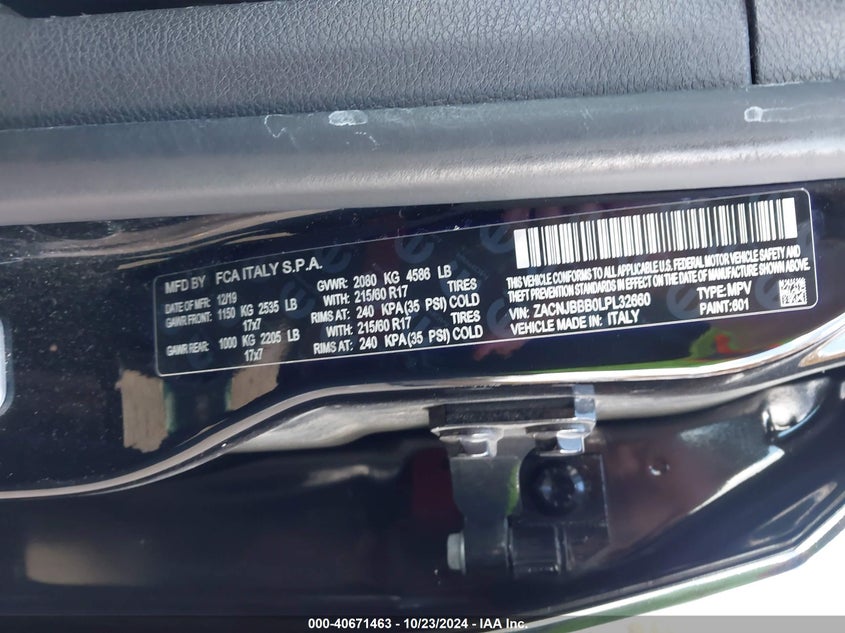 MFD BY FCA ITALY S.P.A.
DATE OF MFR: 12/19 GVWR: 2080 KG 4586 LB
GAWR FRONT: 1150 KG 2535 LB WITH: 215/60 R17 TIRES
17x7 RIMS AT: 240 KPA(35 PSI) COLD
GAWR REAR: 1000 KG 2205 LB WITH: 215/60 R17 TIRES
17x7 RIMS AT: 240 KPA(35 PSI) COLD
THIS VEHICLE CONFORMS TO ALL APPLICABLE U.S. FEDERAL MOTOR VEHICLE
SAFETY, BUMPER, AND THEFT PREVENTION
STANDARDS IN EFFECT ON THE DATE OF MANUFACTURE SHOWN ABOVE.
VIN: ZACNJBBB0LPL32660 TYPE: MPV
VEHICLE MADE IN: ITALY PAINT: 601
000-40671463 - 10/23/2024 - IAA Inc.